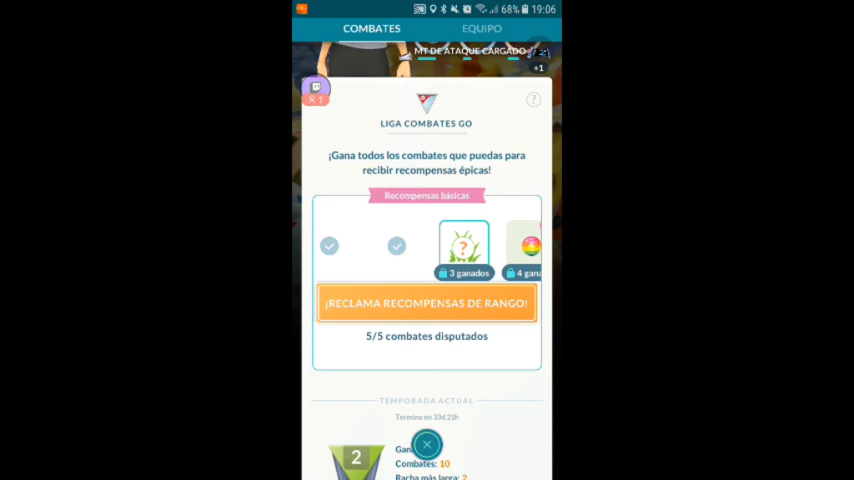 68% 19:06
COMBATES EQUIPO
MT DE ATAQUE CARGADO
+1
1
LIGA COMBATES GO
?
¡Gana todos los combates que puedas para
recibir recompensas épicas!
Recompensas básicas
?
3 ganados 4 gana
¡RECLAMA RECOMPENSAS DE RANGO!
5/5 combates disputados
TEMPORADA ACTUAL
Termina en 33d 21h
2
Gan
Combates: 10
Racha más larga: 2